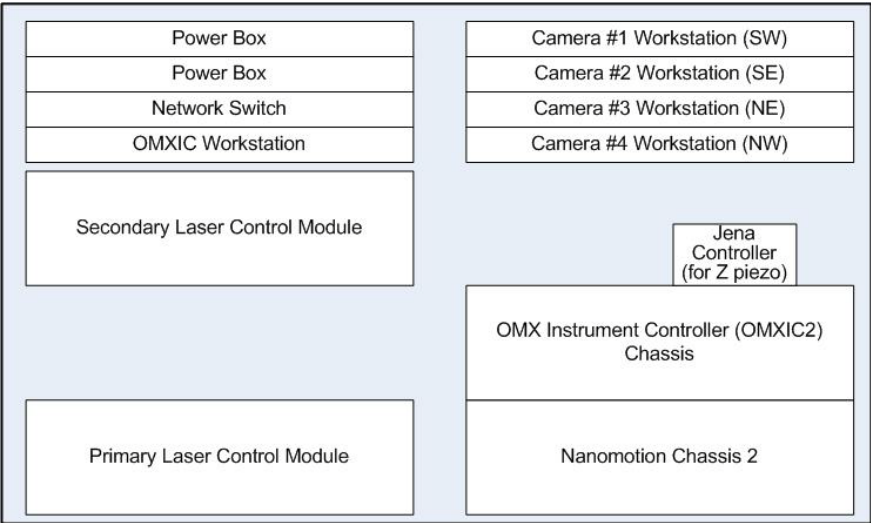 Power Box
Power Box
Network Switch
OMXIC Workstation
Secondary Laser Control Module
Primary Laser Control Module
Camera #1 Workstation (SW)
Camera #2 Workstation (SE)
Camera #3 Workstation (NE)
Camera #4 Workstation (NW)
Jena
Controller
(for Z piezo)
OMX Instrument Controller (OMXIC2)
Chassis
Nanomotion Chassis 2